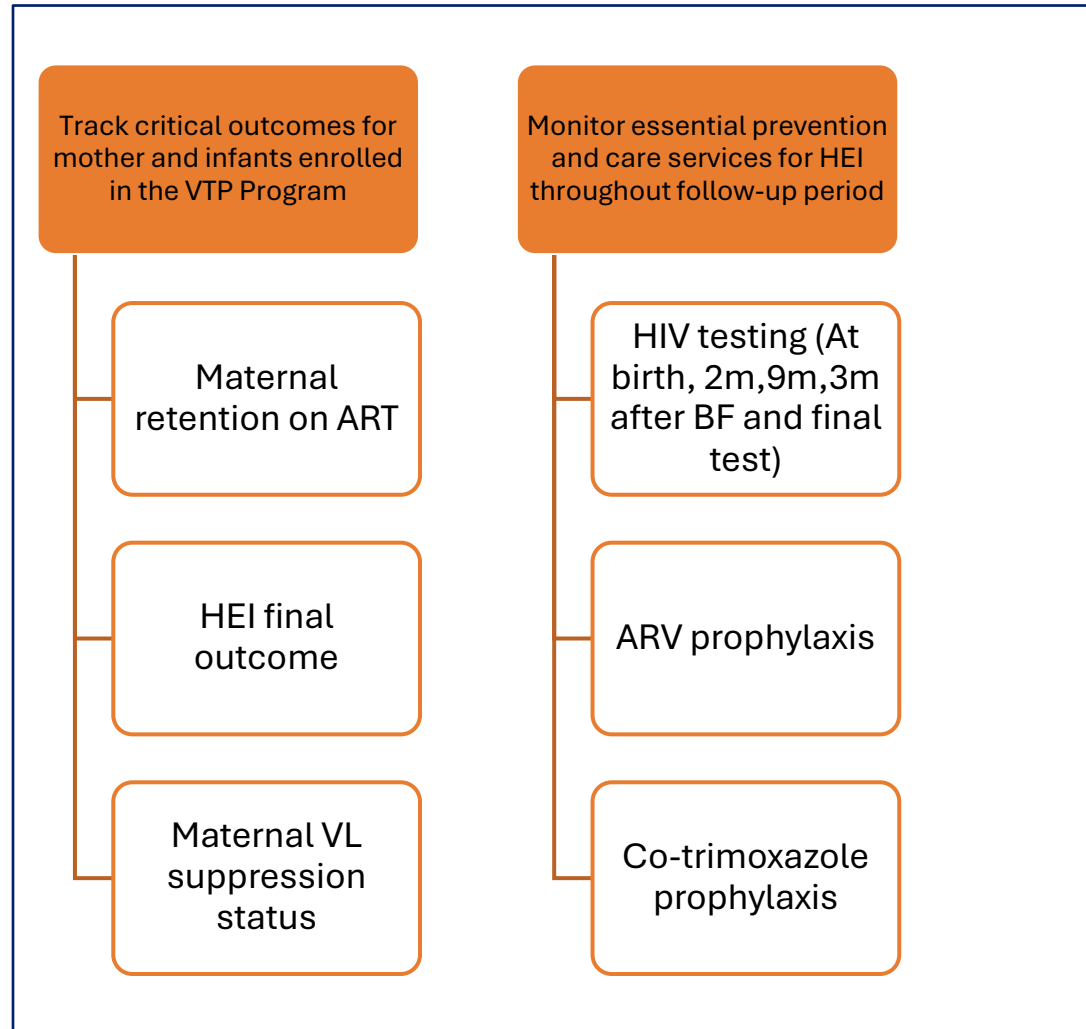 Track critical outcomes for
mother and infants enrolled
in the VTP Program
Maternal
retention on ART
HEI final
outcome
Maternal VL
suppression
status
Monitor essential prevention
and care services for HEI
throughout follow-up period
HIV testing (At
birth, 2m,9m,3m
after BF and final
test)
ARV prophylaxis
Co-trimoxazole
prophylaxis